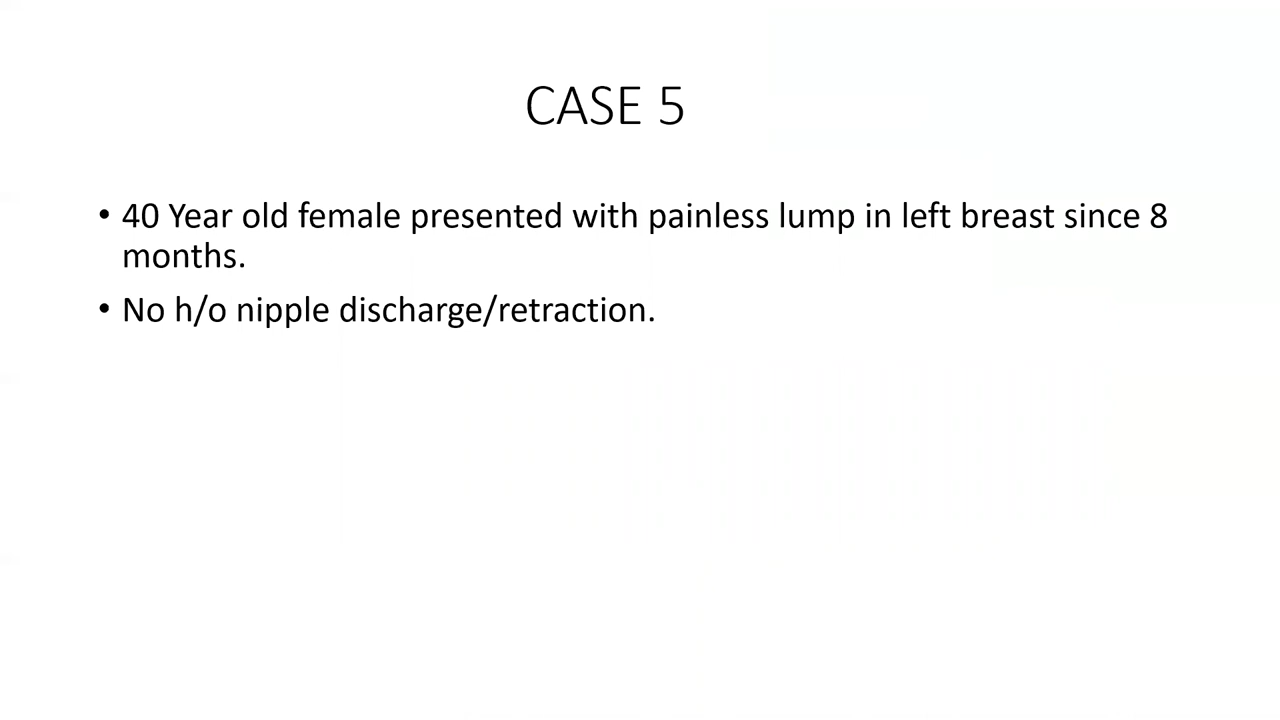 CASE 5
• 40 Year old female presented with painless lump in left breast since 8
months.
• No h/o nipple discharge/retraction.